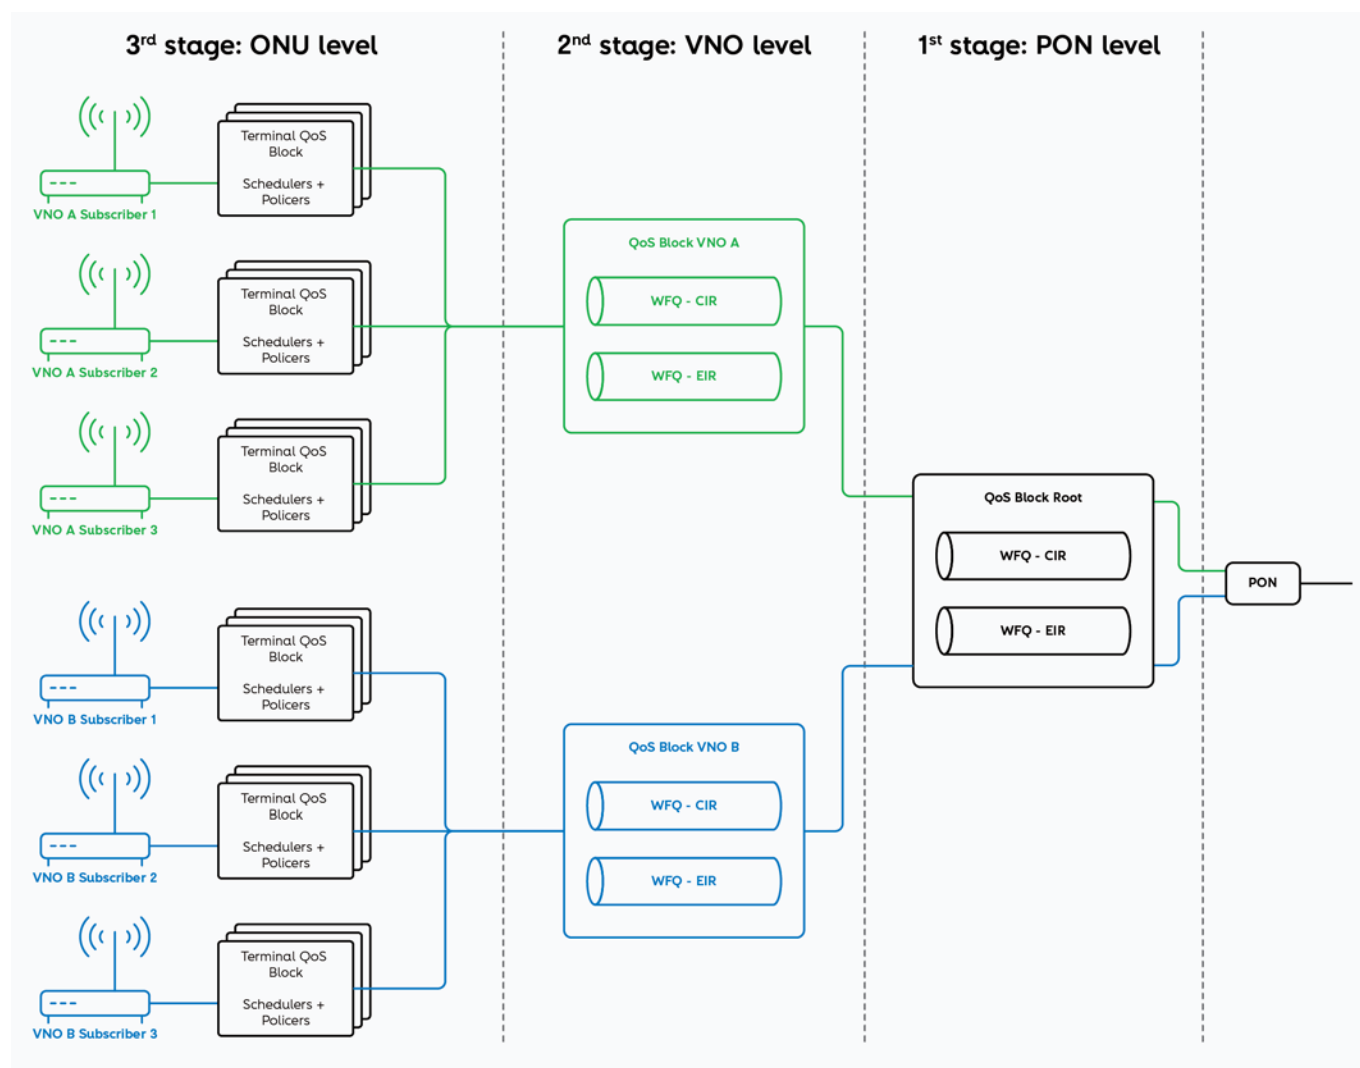 3rd stage: ONU level
2nd stage: VNO level
1st stage: PON level
Terminal QoS
Block
Schedulers +
Policers
VNO A Subscriber 1
Terminal QoS
Block
Schedulers +
Policers
VNO A Subscriber 2
Terminal QoS
Block
Schedulers +
Policers
VNO A Subscriber 3
Terminal QoS
Block
Schedulers +
Policers
VNO B Subscriber 1
Terminal QoS
Block
Schedulers +
Policers
VNO B Subscriber 2
Terminal QoS
Block
Schedulers +
Policers
VNO B Subscriber 3
QoS Block VNO A
WFQ - CIR
WFQ - EIR
QoS Block VNO B
WFQ - CIR
WFQ - EIR
QoS Block Root
WFQ - CIR
WFQ - EIR
PON